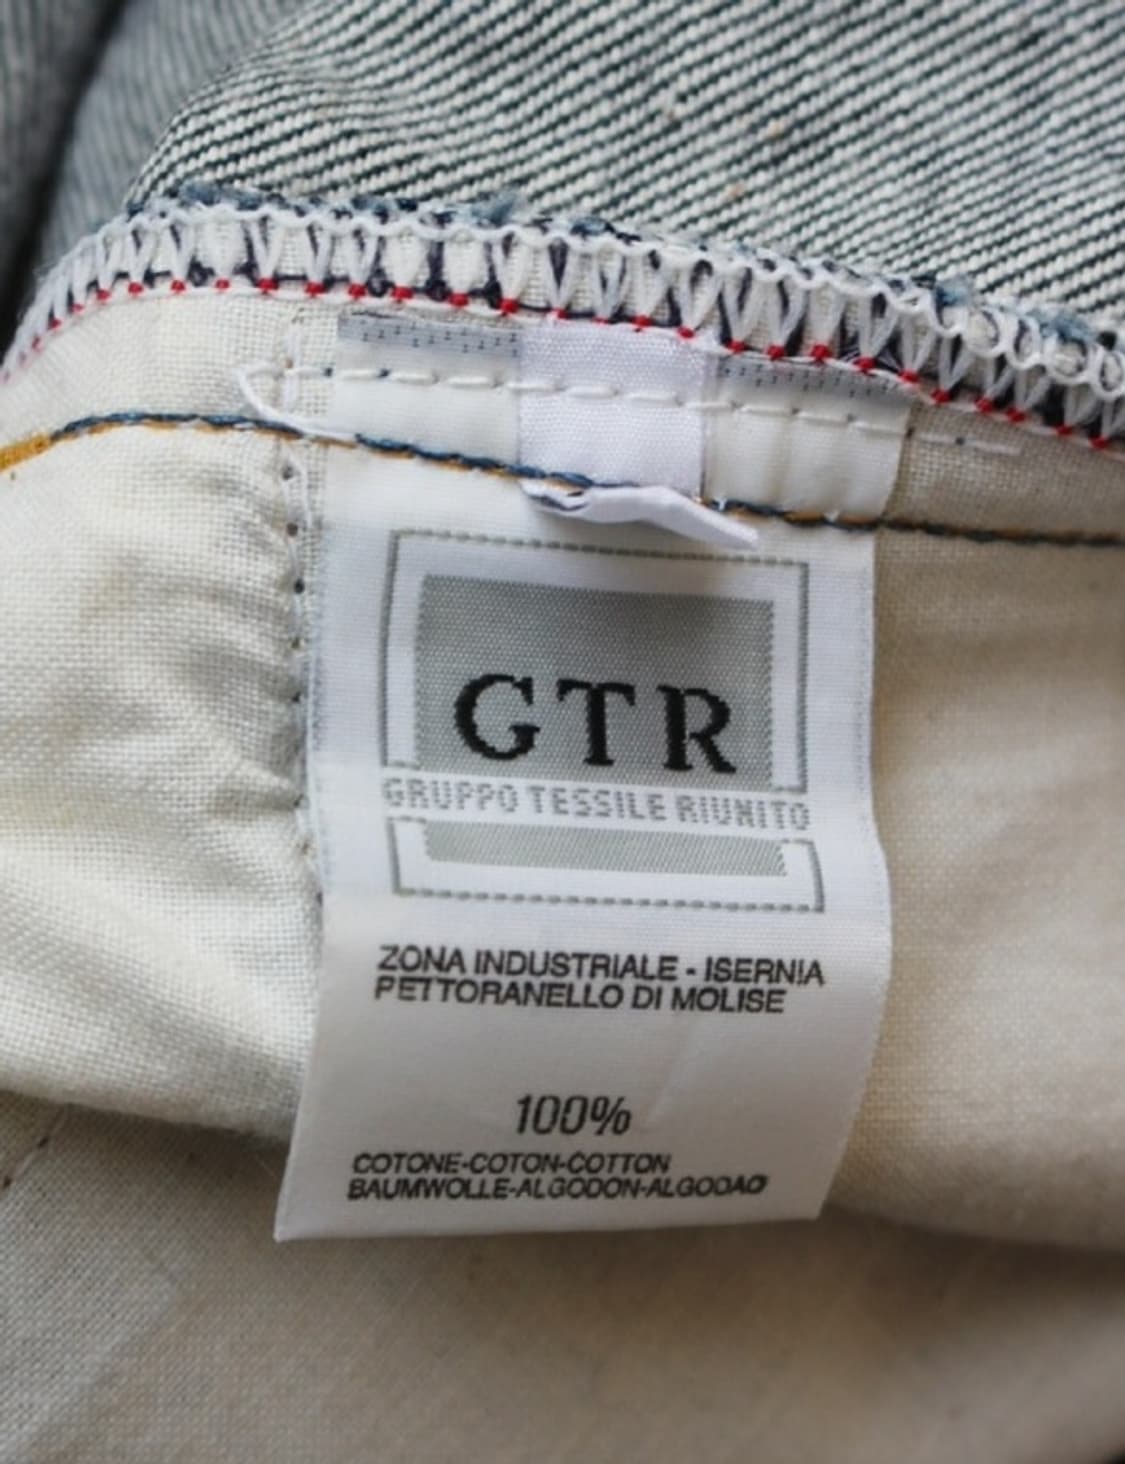 GTR
GRUPPO TESSILE RIUNITO
ZONA INDUSTRIALE - ISERNIA
PETTORANELLO DI MOLISE
100%
COTONE-COTON-COTTON
BAUMWOLLE-ALGODON-ALGODAO